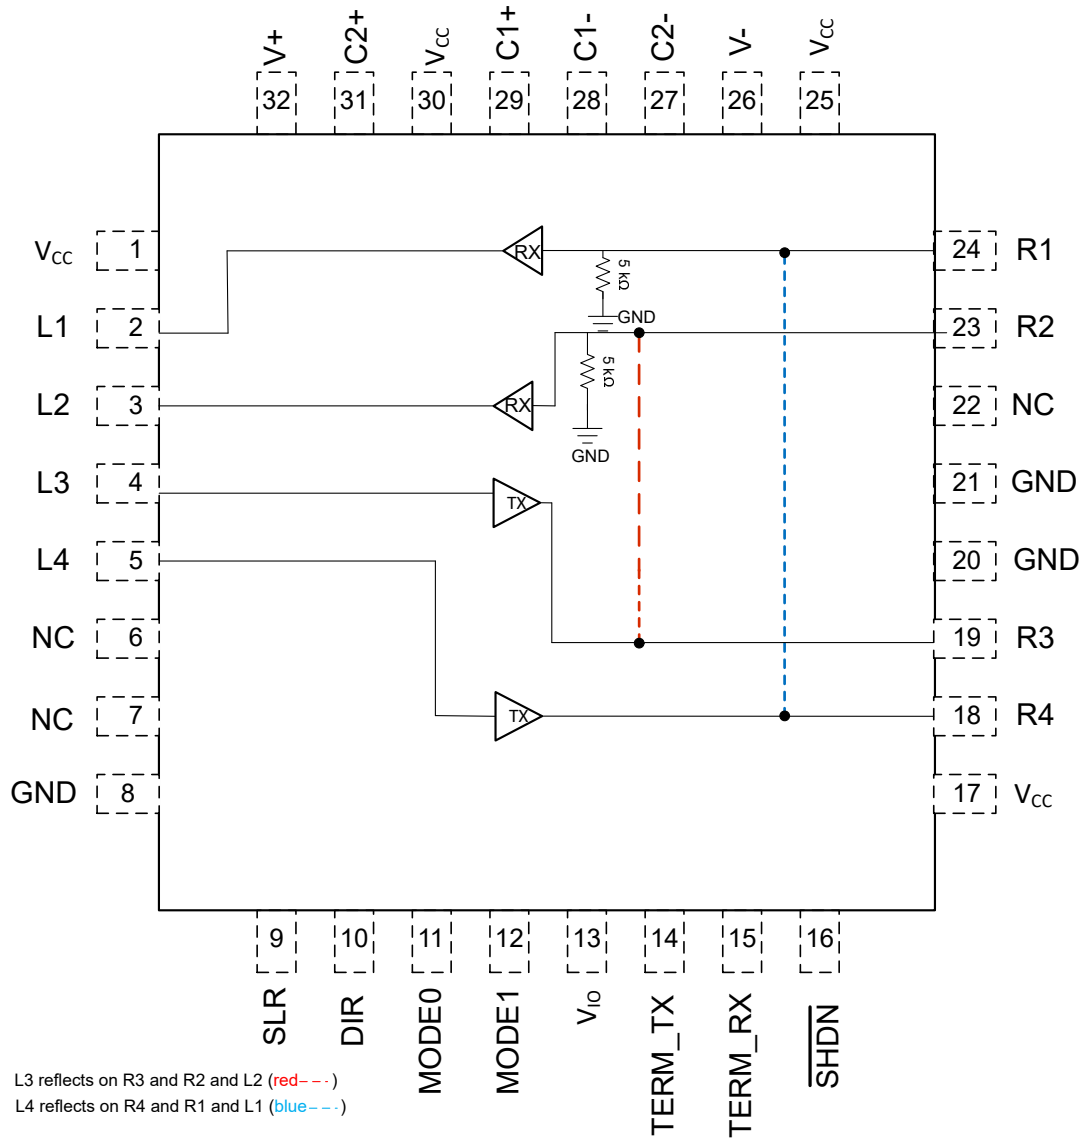 V+
C2+
VCC
C1+
C1-
C2-
V-
VCC
32
31
30
29
28
27
26
25
VCC
1
RX
24
R1
5 kΩ
GND
L1
2
23
R2
5 kΩ
L2
3
RX
22
NC
GND
L3
4
TX
21
GND
L4
5
20
GND
NC
6
19
R3
NC
7
TX
18
R4
GND
8
17
VCC
9
10
11
12
13
14
15
16
SLR
DIR
MODE0
MODE1
VIO
TERM_TX
TERM_RX
SHDN
L3 reflects on R3 and R2 and L2 (red--- )
L4 reflects on R4 and R1 and L1 (blue--- )